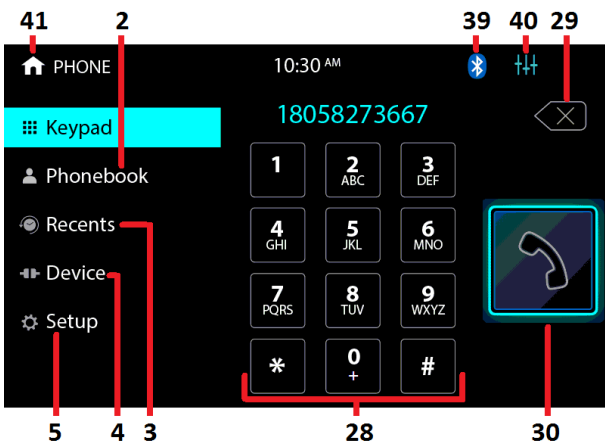 41 2 39 40 29
PHONE 10:30 AM
18058273667
Keypad
1 2 ABC 3 DEF
Phonebook
Recents
4 GHI 5 JKL 6 MNO
Device
7 PQRS 8 TUV 9 WXYZ
Setup
* 0 + #
5 4 3 28 30